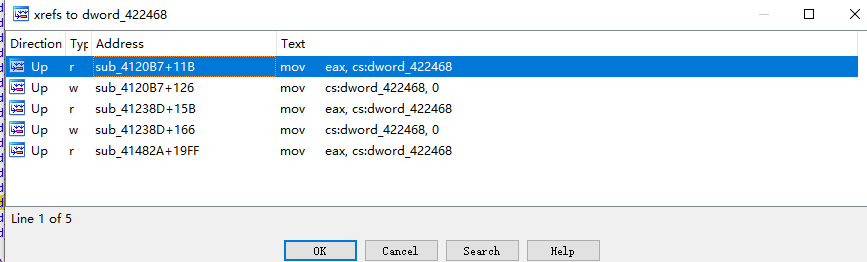 xrefs to dword_422468
Direction Typ Address Text
Up r sub_4120B7+11B mov eax, cs:dword_422468
Up w sub_4120B7+126 mov cs:dword_422468, 0
Up r sub_41238D+15B mov eax, cs:dword_422468
Up w sub_41238D+166 mov cs:dword_422468, 0
Up r sub_41482A+19FF mov eax, cs:dword_422468
Line 1 of 5
OK Cancel Search Help